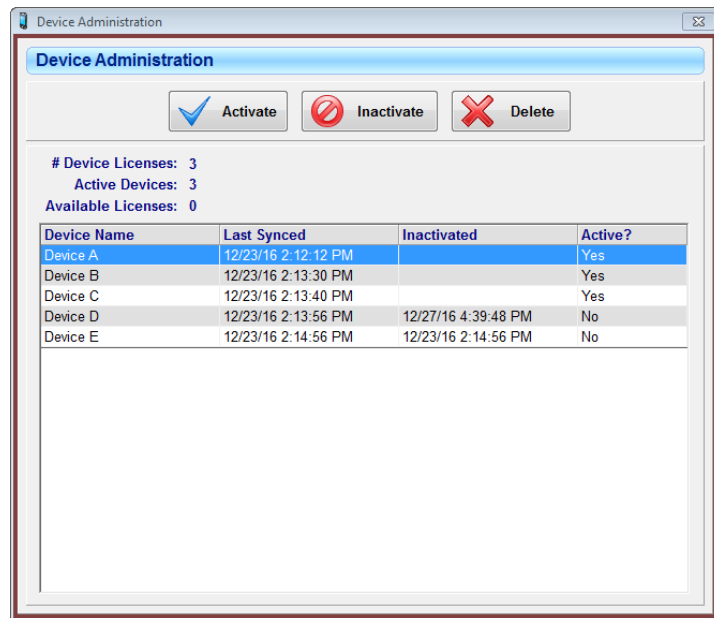 Device Administration
Device Administration
Activate Inactivate Delete
# Device Licenses: 3
Active Devices: 3
Available Licenses: 0
Device Name Last Synced Inactivated Active?
Device A 12/23/16 2:12:12 PM Yes
Device B 12/23/16 2:13:30 PM Yes
Device C 12/23/16 2:13:40 PM Yes
Device D 12/23/16 2:13:56 PM 12/27/16 4:39:48 PM No
Device E 12/23/16 2:14:56 PM 12/23/16 2:14:56 PM No